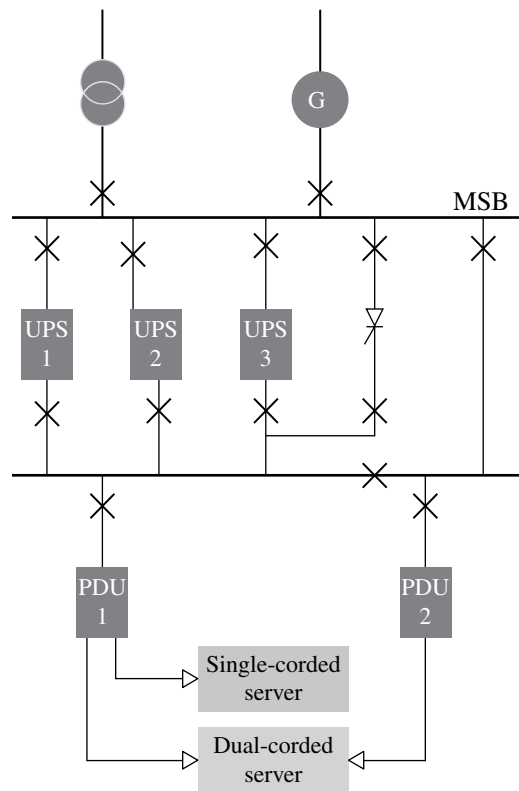 G
MSB
UPS
1
UPS
2
UPS
3
PDU
1
PDU
2
Single-corded
server
Dual-corded
server